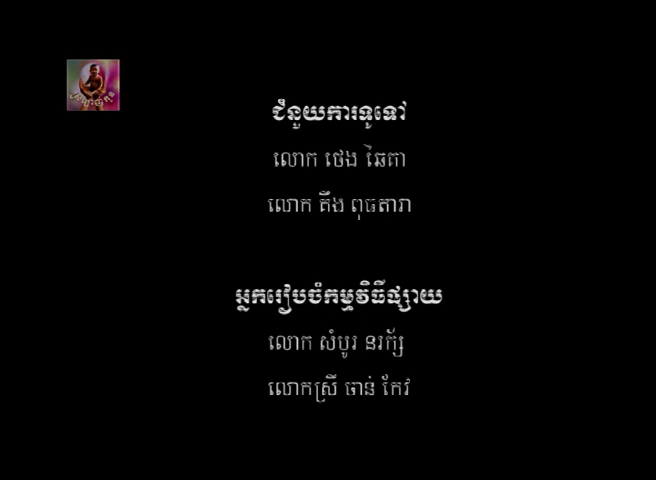 ជំនួយការទូទៅ
លោក ថេង ឆៃគា
លោក គឹង ពុធតារា
អ្នករៀបចំកម្មវិធីផ្សាយ
លោក សំបូរ នរក្ស័
លោកស្រី ចាន់ កែវ